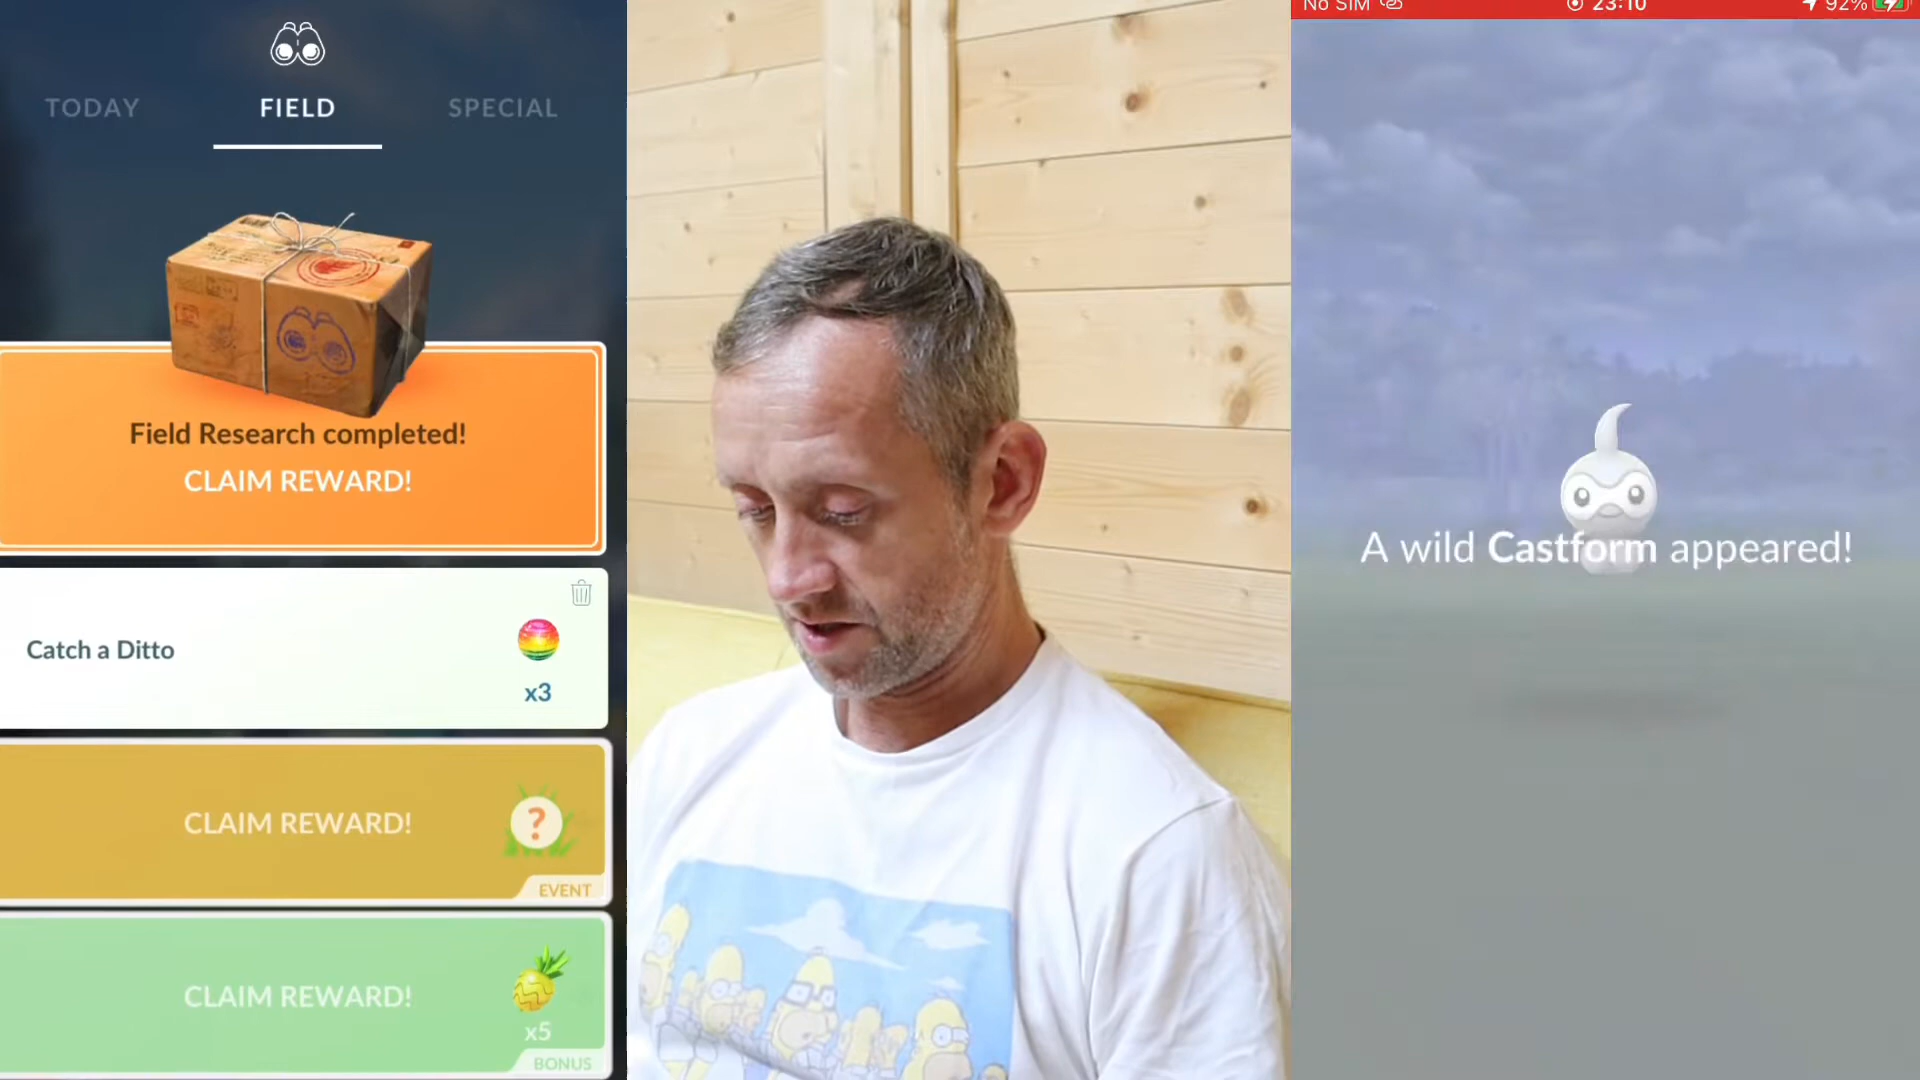 TODAY
FIELD
SPECIAL
Field Research completed!
CLAIM REWARD!
Catch a Ditto
x3
CLAIM REWARD!
?
EVENT
CLAIM REWARD!
x5
BONUS
No SIM
23:10
92%
A wild Castform appeared!